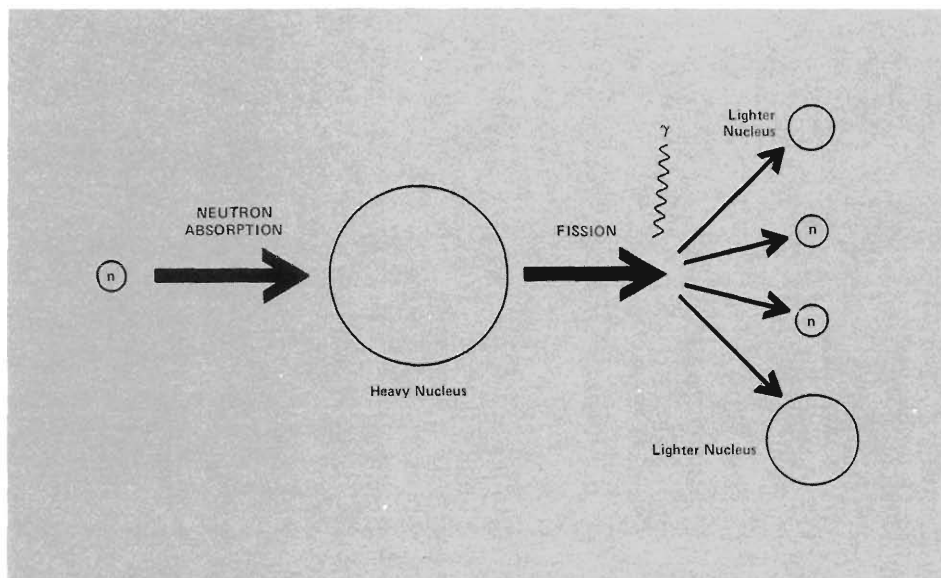 n
NEUTRON
ABSORPTION
Heavy Nucleus
FISSION
γ
Lighter
Nucleus
n
n
Lighter Nucleus